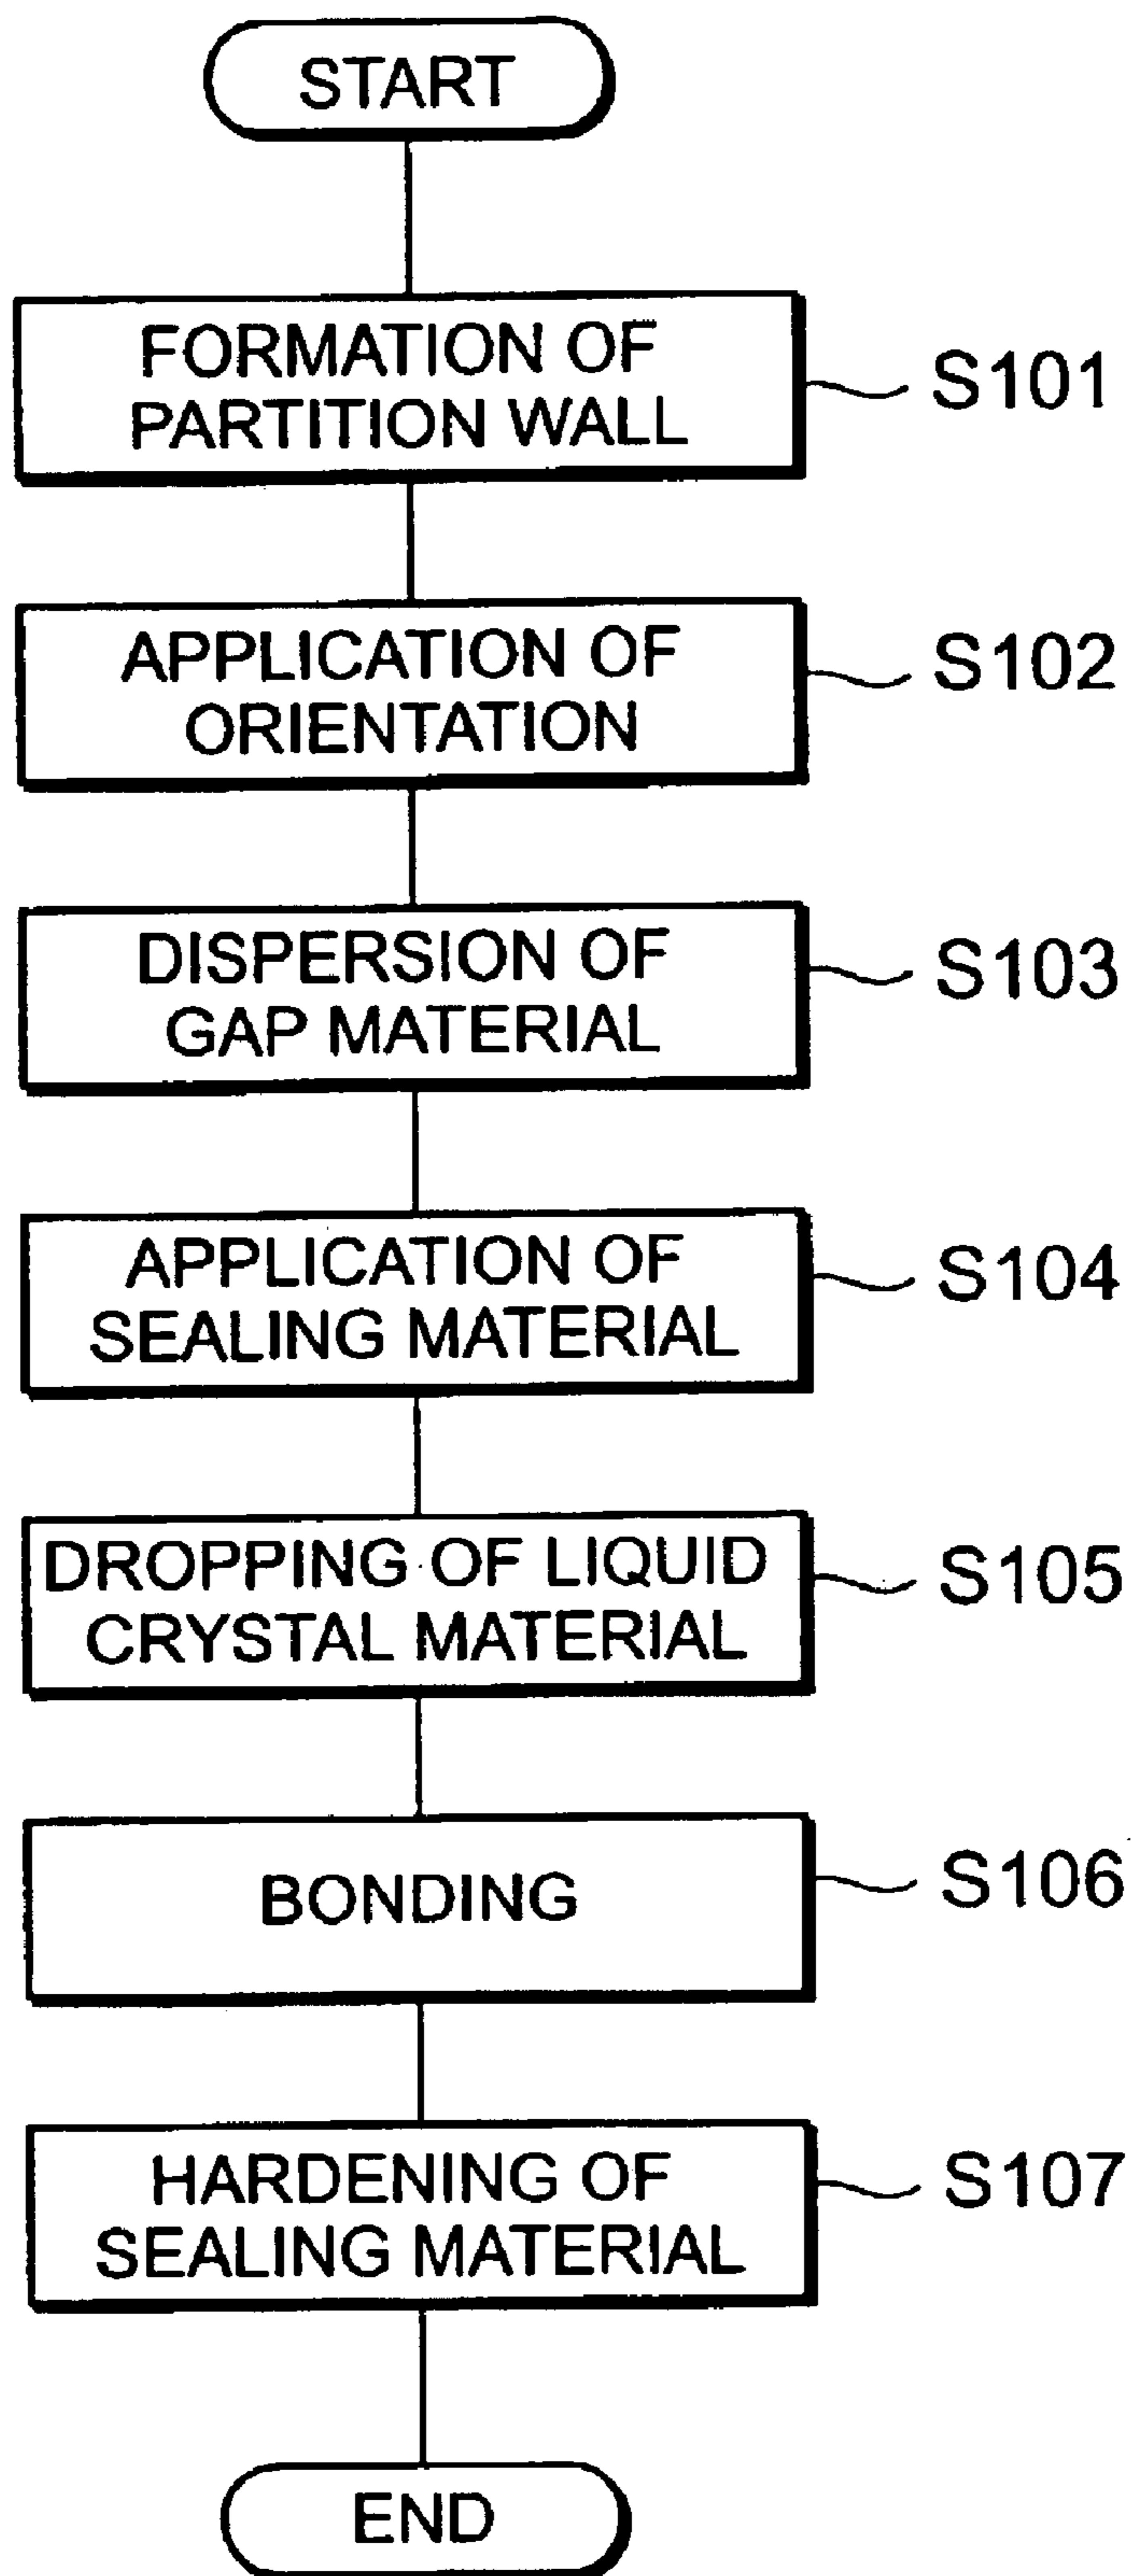 START
FORMATION OF
PARTITION WALL
S101
APPLICATION OF
ORIENTATION
S102
DISPERSION OF
GAP MATERIAL
S103
APPLICATION OF
SEALING MATERIAL
S104
DROPPING OF LIQUID
CRYSTAL MATERIAL
S105
BONDING
S106
HARDENING OF
SEALING MATERIAL
S107
END